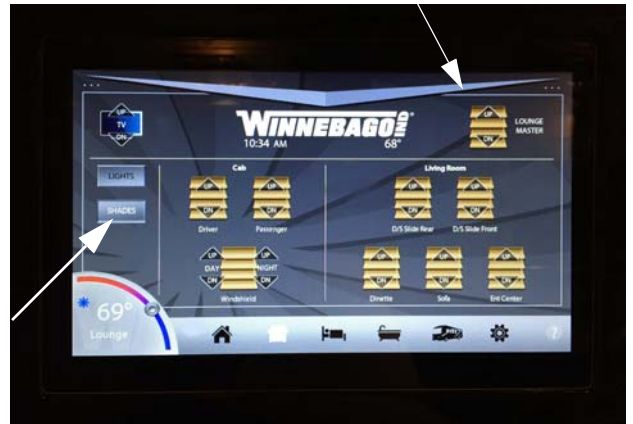 UP
TV
ON
WINNEBAGO IND
10:34 AM
68°
UP
DN
LOUNGE
MASTER
LIGHTS
SHADES
Cab
UP
DN
Driver
UP
DN
Passenger
UP
DAY
DN
UP
NIGHT
DN
Windshield
Living Room
UP
DN
D/S Slide Rear
UP
DN
D/S Slide Front
UP
DN
Dinette
UP
DN
Sofa
UP
DN
Ent Center
69°
Lounge
?